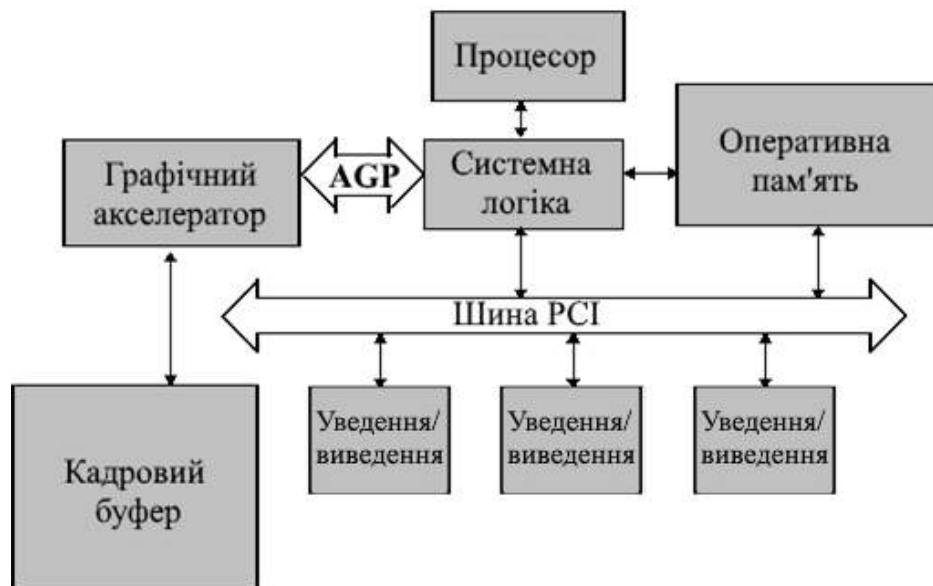 Процесор
Оперативна
пам'ять
Графічний
акселератор
AGP
Системна
логіка
Шина PCI
Уведення/
виведення
Уведення/
виведення
Уведення/
виведення
Кадровий
буфер